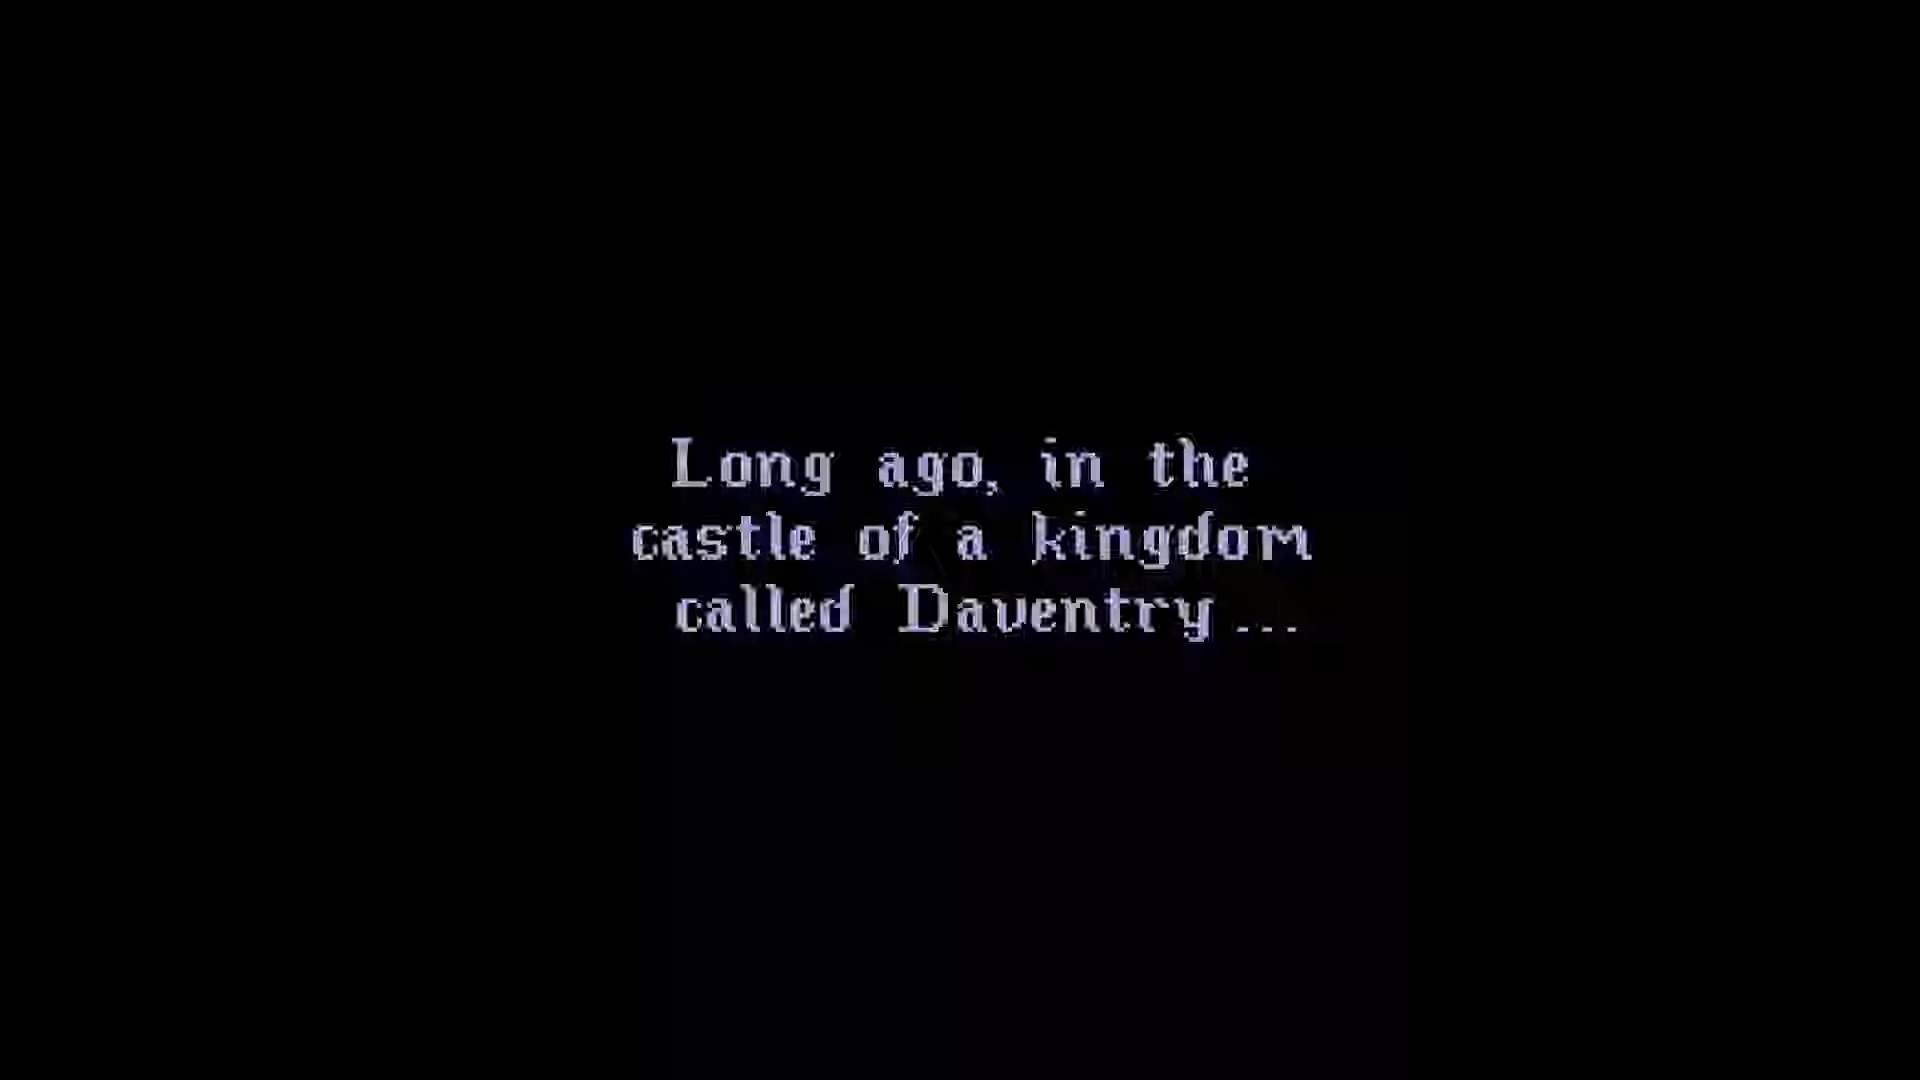 Long ago, in the
castle of a kingdom
called Daventry...